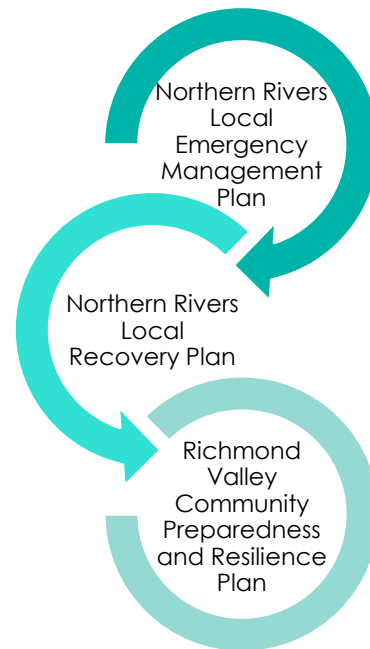 Northern Rivers
Local
Emergency
Management
Plan
Northern Rivers
Local
Recovery Plan
Richmond
Valley
Community
Preparedness
and Resilience
Plan